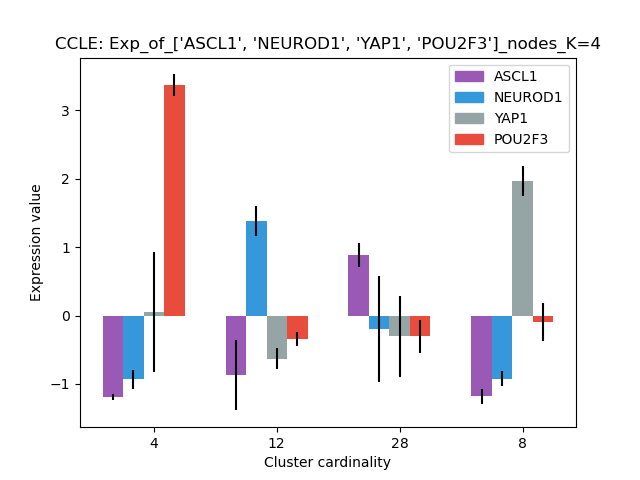 CCLE: Exp_of_['ASCL1', 'NEUROD1', 'YAP1', 'POU2F3']_nodes_K=4
ASCL1
NEUROD1
YAP1
POU2F3
Expression value
3
2
1
0
−1
4 12 28 8
Cluster cardinality